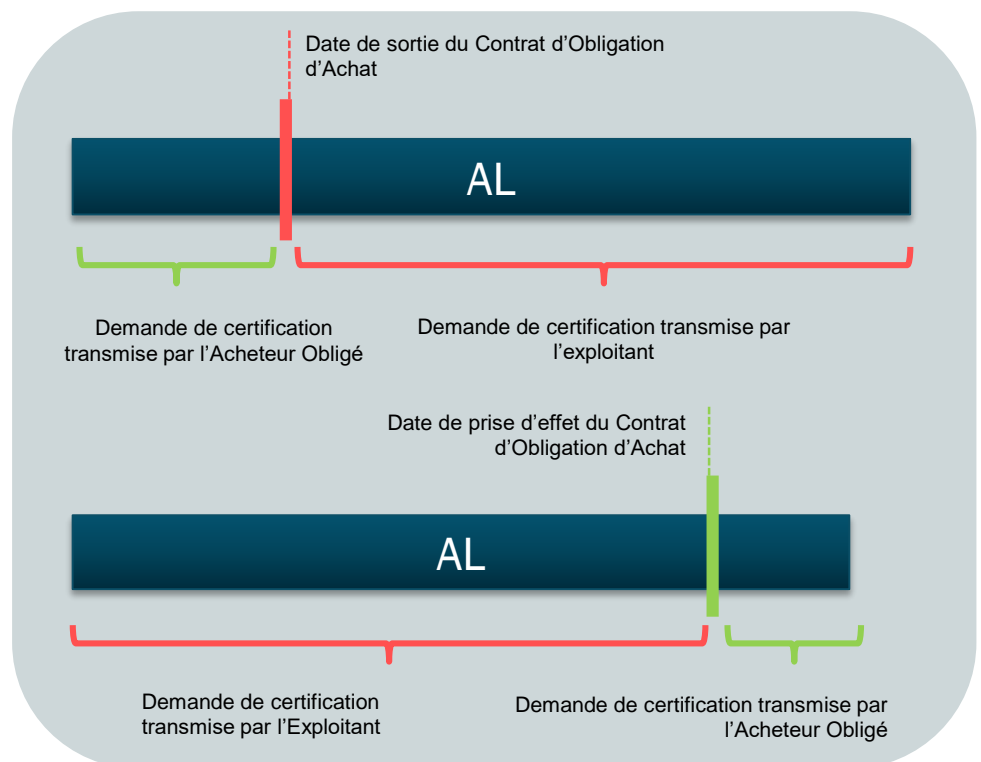 Date de sortie du Contrat d’Obligation
d’Achat
AL
Demande de certification
transmise par l’Acheteur Obligé
Demande de certification transmise par
l’exploitant
Date de prise d’effet du Contrat
d’Obligation d’Achat
AL
Demande de certification
transmise par l’Exploitant
Demande de certification transmise par
l’Acheteur Obligé